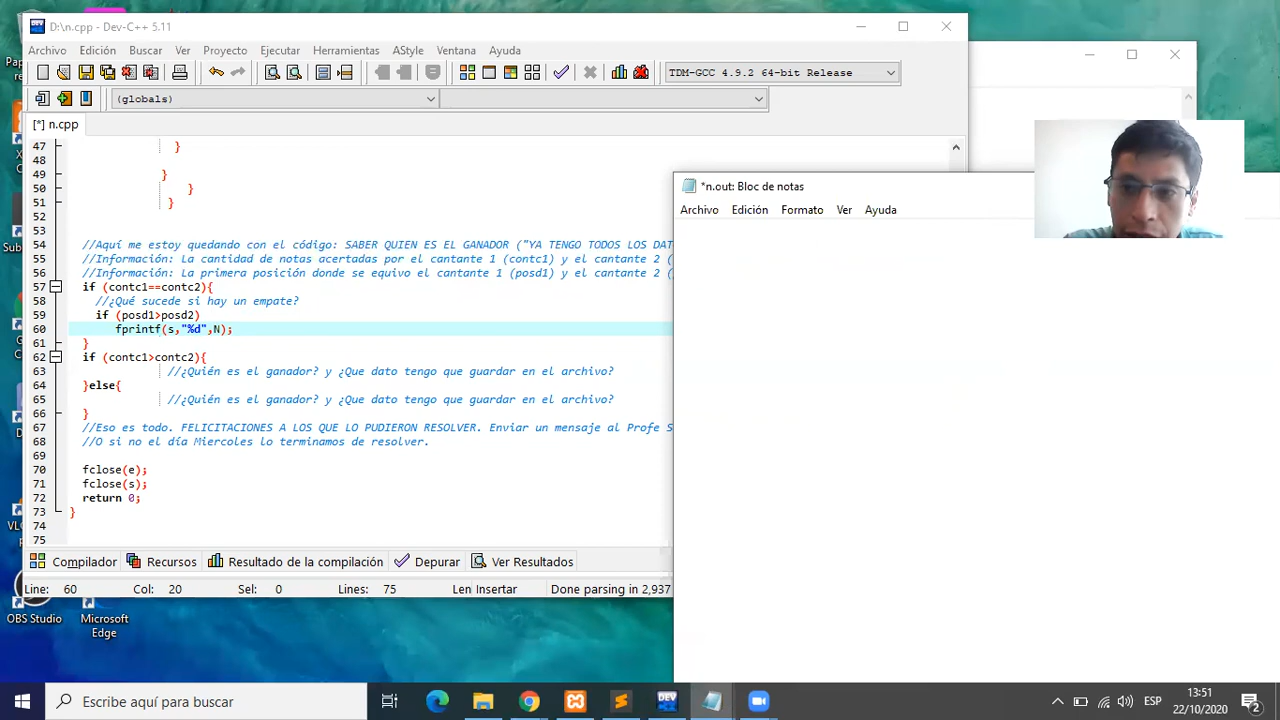 D:\n.cpp - Dev-C++ 5.11
Archivo Edición Buscar Ver Proyecto Ejecutar Herramientas AStyle Ventana Ayuda
TDM-GCC 4.9.2 64-bit Release
(globals)
[*] n.cpp
47 }
48
49 }
50 }
51 }
52
53
54 //Aquí me estoy quedando con el código: SABER QUIEN ES EL GANADOR ("YA TENGO TODOS LOS DAT
55 //Información: La cantidad de notas acertadas por el cantante 1 (contc1) y el cantante 2 (
56 //Información: La primera posición donde se equivo el cantante 1 (posd1) y el cantante 2 (
57 if (contc1==contc2){
58 //¿Qué sucede si hay un empate?
59 if (posd1>posd2)
60 fprintf(s,"%d",N);
61 }
62 if (contc1>contc2){
63 //¿Quién es el ganador? y ¿Que dato tengo que guardar en el archivo?
64 }else{
65 //¿Quién es el ganador? y ¿Que dato tengo que guardar en el archivo?
66 }
67 //Eso es todo. FELICITACIONES A LOS QUE LO PUDIERON RESOLVER. Enviar un mensaje al Profe S
68 //O si no el día Miercoles lo terminamos de resolver.
69
70 fclose(e);
71 fclose(s);
72 return 0;
73 }
74
75
Compilador Recursos Resultado de la compilación Depurar Ver Resultados
Line: 60 Col: 20 Sel: 0 Lines: 75 Len Insertar Done parsing in 2,937
*n.out: Bloc de notas
Archivo Edición Formato Ver Ayuda
OBS Studio
Microsoft
Edge
Escribe aquí para buscar
ESP
13:51
22/10/2020
2